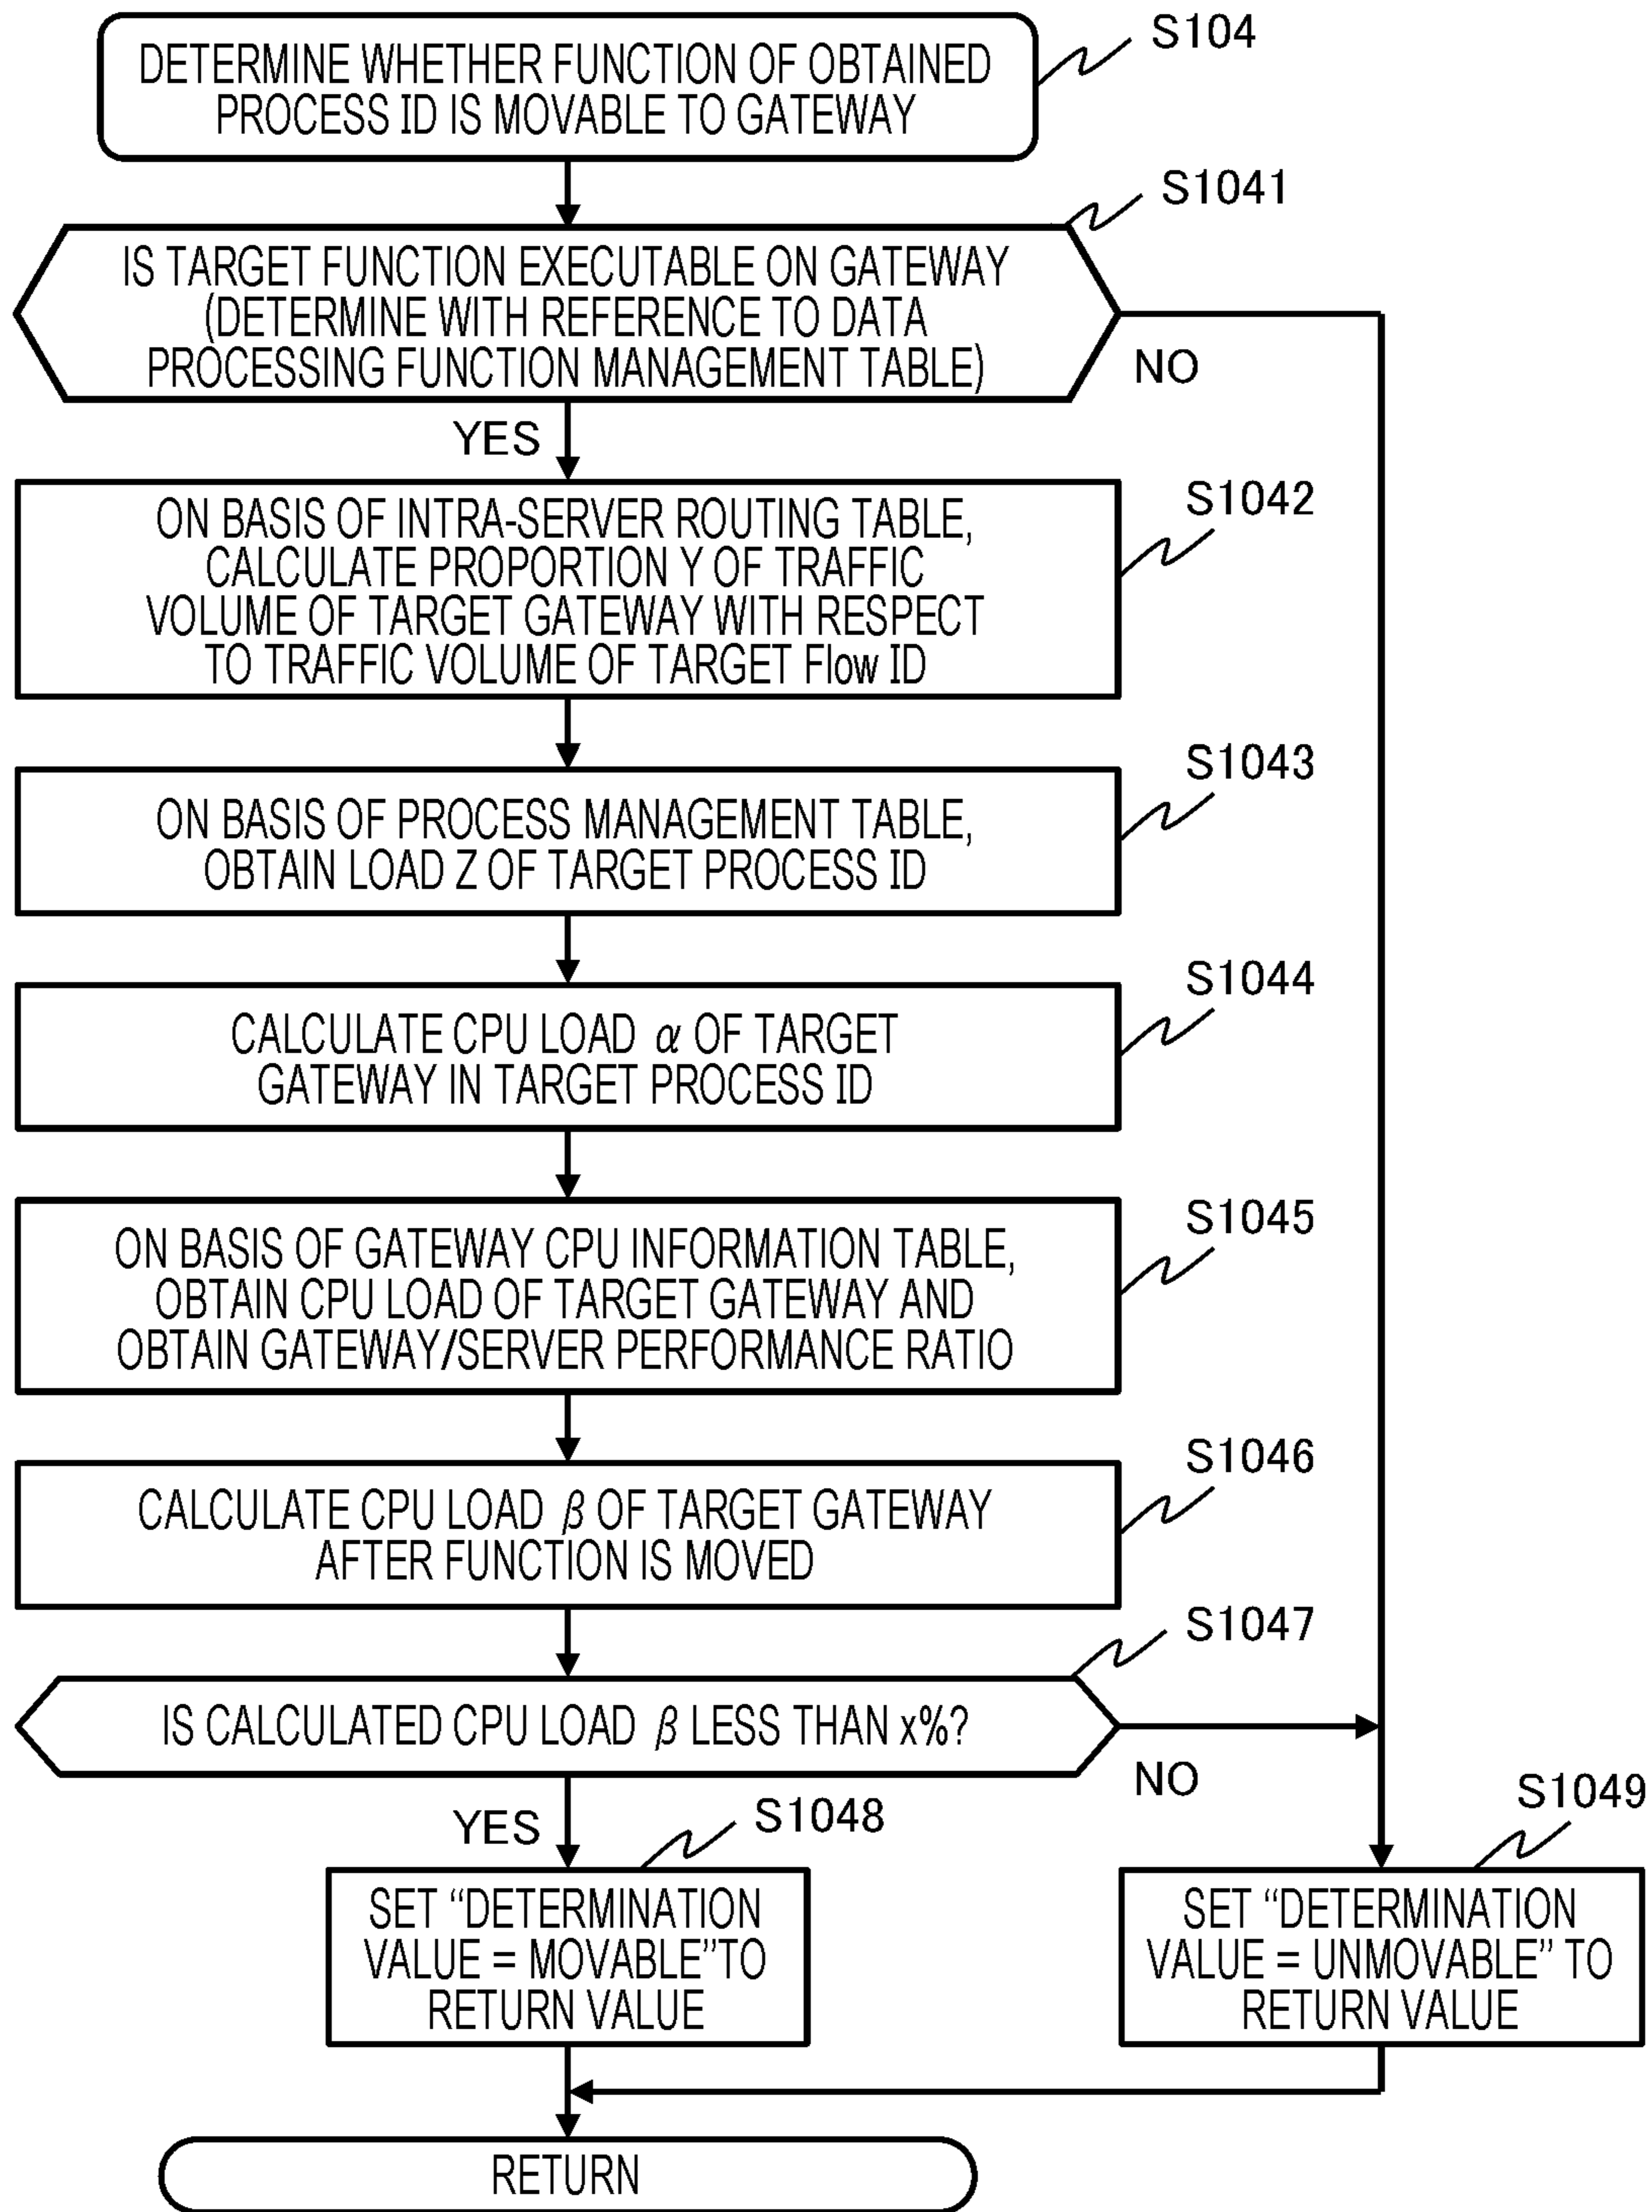 DETERMINE WHETHER FUNCTION OF OBTAINED
PROCESS ID IS MOVABLE TO GATEWAY
S104
S1041
IS TARGET FUNCTION EXECUTABLE ON GATEWAY
(DETERMINE WITH REFERENCE TO DATA
PROCESSING FUNCTION MANAGEMENT TABLE)
NO
YES
S1042
ON BASIS OF INTRA-SERVER ROUTING TABLE,
CALCULATE PROPORTION Y OF TRAFFIC
VOLUME OF TARGET GATEWAY WITH RESPECT
TO TRAFFIC VOLUME OF TARGET Flow ID
S1043
ON BASIS OF PROCESS MANAGEMENT TABLE,
OBTAIN LOAD Z OF TARGET PROCESS ID
S1044
CALCULATE CPU LOAD α OF TARGET
GATEWAY IN TARGET PROCESS ID
S1045
ON BASIS OF GATEWAY CPU INFORMATION TABLE,
OBTAIN CPU LOAD OF TARGET GATEWAY AND
OBTAIN GATEWAY/SERVER PERFORMANCE RATIO
S1046
CALCULATE CPU LOAD β OF TARGET GATEWAY
AFTER FUNCTION IS MOVED
S1047
IS CALCULATED CPU LOAD β LESS THAN x%?
NO
YES
S1048
SET “DETERMINATION
VALUE = MOVABLE”TO
RETURN VALUE
S1049
SET “DETERMINATION
VALUE = UNMOVABLE” TO
RETURN VALUE
RETURN